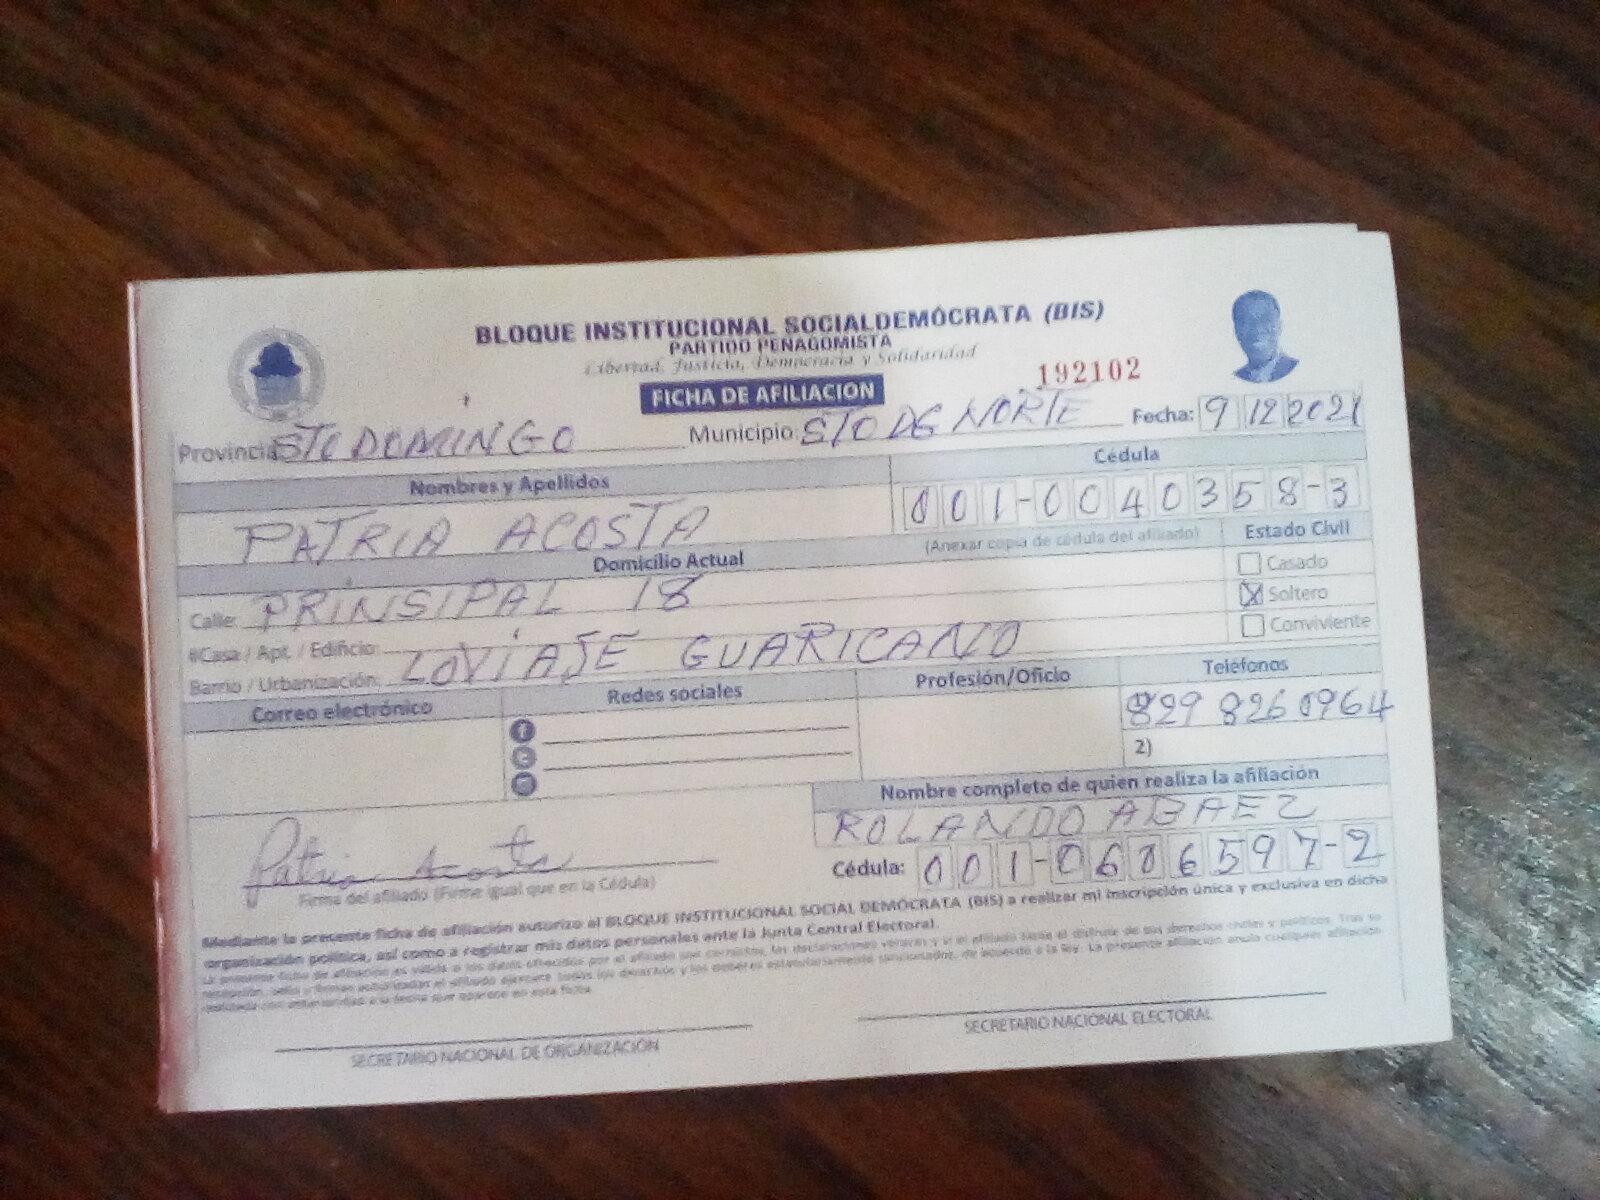 BLOQUE INSTITUCIONAL SOCIALDEMÓCRATA (BIS)
PARTIDO PEÑAGOMISTA
Libertad, Justicia, Democracia y Solidaridad
192102
FICHA DE AFILIACION
Provincia STO DOMINGO Municipio: STO DG NORTE Fecha: 9 12 2021
Nombres y Apellidos Cédula
PATRIA ACOSTA 001-0040358-3
(Anexar copia de cédula del afiliado) Estado Civil
Domicilio Actual
Casado
Calle: PRINSIPAL 18
Soltero
#Casa / Apt. / Edificio:
Conviviente
Barrio / Urbanización: LOVIAJE GUARICANO
Correo electrónico Redes sociales Profesión/Oficio Teléfonos
829 826 0964
2)
Nombre completo de quien realiza la afiliación
ROLANDO ABAEZ
Cédula: 001-0686597-2
Patria Acosta
Firma del afiliado (Firme igual que en la Cédula)
Mediante la presente ficha de afiliación autorizo al BLOQUE INSTITUCIONAL SOCIAL DEMÓCRATA (BIS) a realizar mi inscripción única y exclusiva en dicha
organización política, así como a registrar mis datos personales ante la Junta Central Electoral.
SECRETARIO NACIONAL DE ORGANIZACIÓN
SECRETARIO NACIONAL ELECTORAL